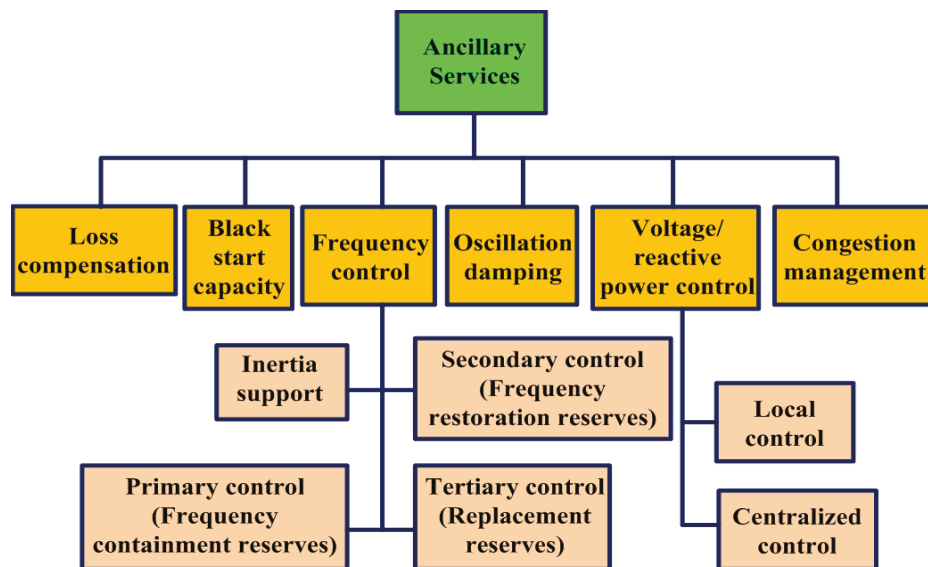 Ancillary
Services
Loss
compensation
Black
start
capacity
Frequency
control
Oscillation
damping
Voltage/
reactive
power control
Congestion
management
Inertia
support
Secondary control
(Frequency
restoration reserves)
Local
control
Primary control
(Frequency
containment reserves)
Tertiary control
(Replacement
reserves)
Centralized
control